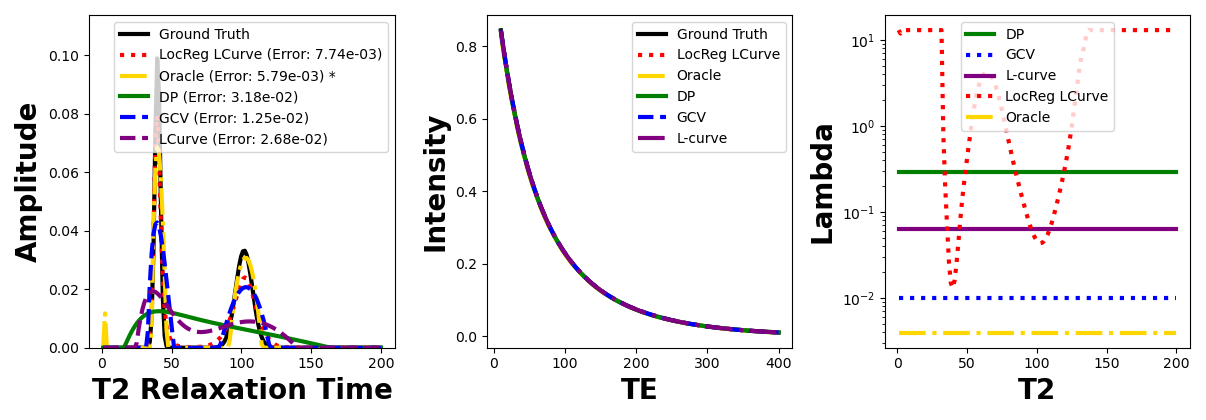 Amplitude
0.10
0.08
0.06
0.04
0.02
0.00
Ground Truth
LocReg LCurve (Error: 7.74e-03)
Oracle (Error: 5.79e-03) *
DP (Error: 3.18e-02)
GCV (Error: 1.25e-02)
LCurve (Error: 2.68e-02)
0 50 100 150 200
T2 Relaxation Time
Intensity
0.8
0.6
0.4
0.2
0.0
Ground Truth
LocReg LCurve
Oracle
DP
GCV
L-curve
0 100 200 300 400
TE
Lambda
10¹
10⁰
10⁻¹
10⁻²
DP
GCV
L-curve
LocReg LCurve
Oracle
0 50 100 150 200
T2